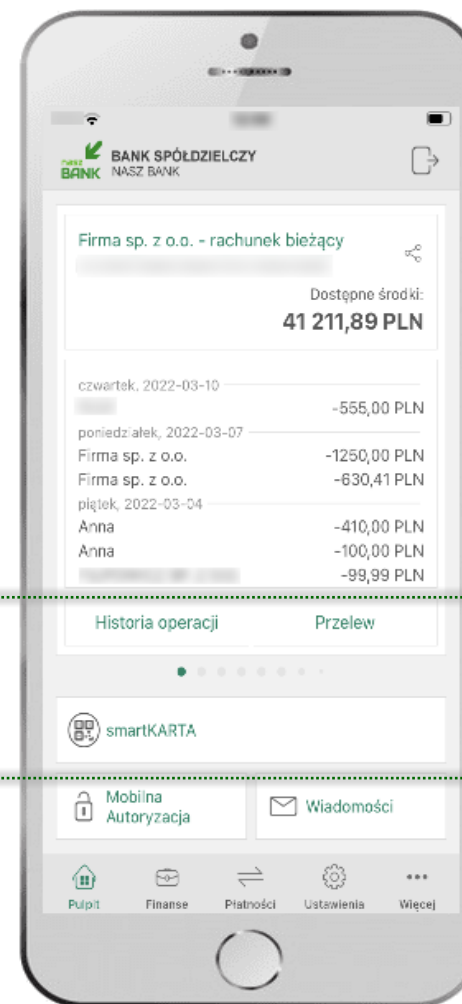 nasz BANK
BANK SPÓŁDZIELCZY
NASZ BANK
Firma sp. z o.o. - rachunek bieżący
Dostępne środki:
41 211,89 PLN
czwartek, 2022-03-10
-555,00 PLN
poniedziałek, 2022-03-07
Firma sp. z o.o. -1250,00 PLN
Firma sp. z o.o. -630,41 PLN
piątek, 2022-03-04
Anna -410,00 PLN
Anna -100,00 PLN
-99,99 PLN
Historia operacji Przelew
smartKARTA
Mobilna
Autoryzacja
Wiadomości
Pulpit Finanse Płatności Ustawienia Więcej